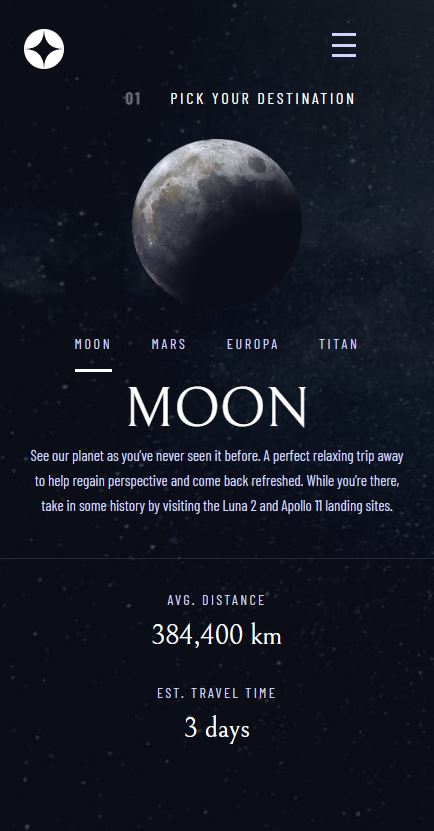 01 PICK YOUR DESTINATION
MOON MARS EUROPA TITAN
MOON
See our planet as you've never seen it before. A perfect relaxing trip away
to help regain perspective and come back refreshed. While you're there,
take in some history by visiting the Luna 2 and Apollo 11 landing sites.
AVG. DISTANCE
384,400 km
EST. TRAVEL TIME
3 days